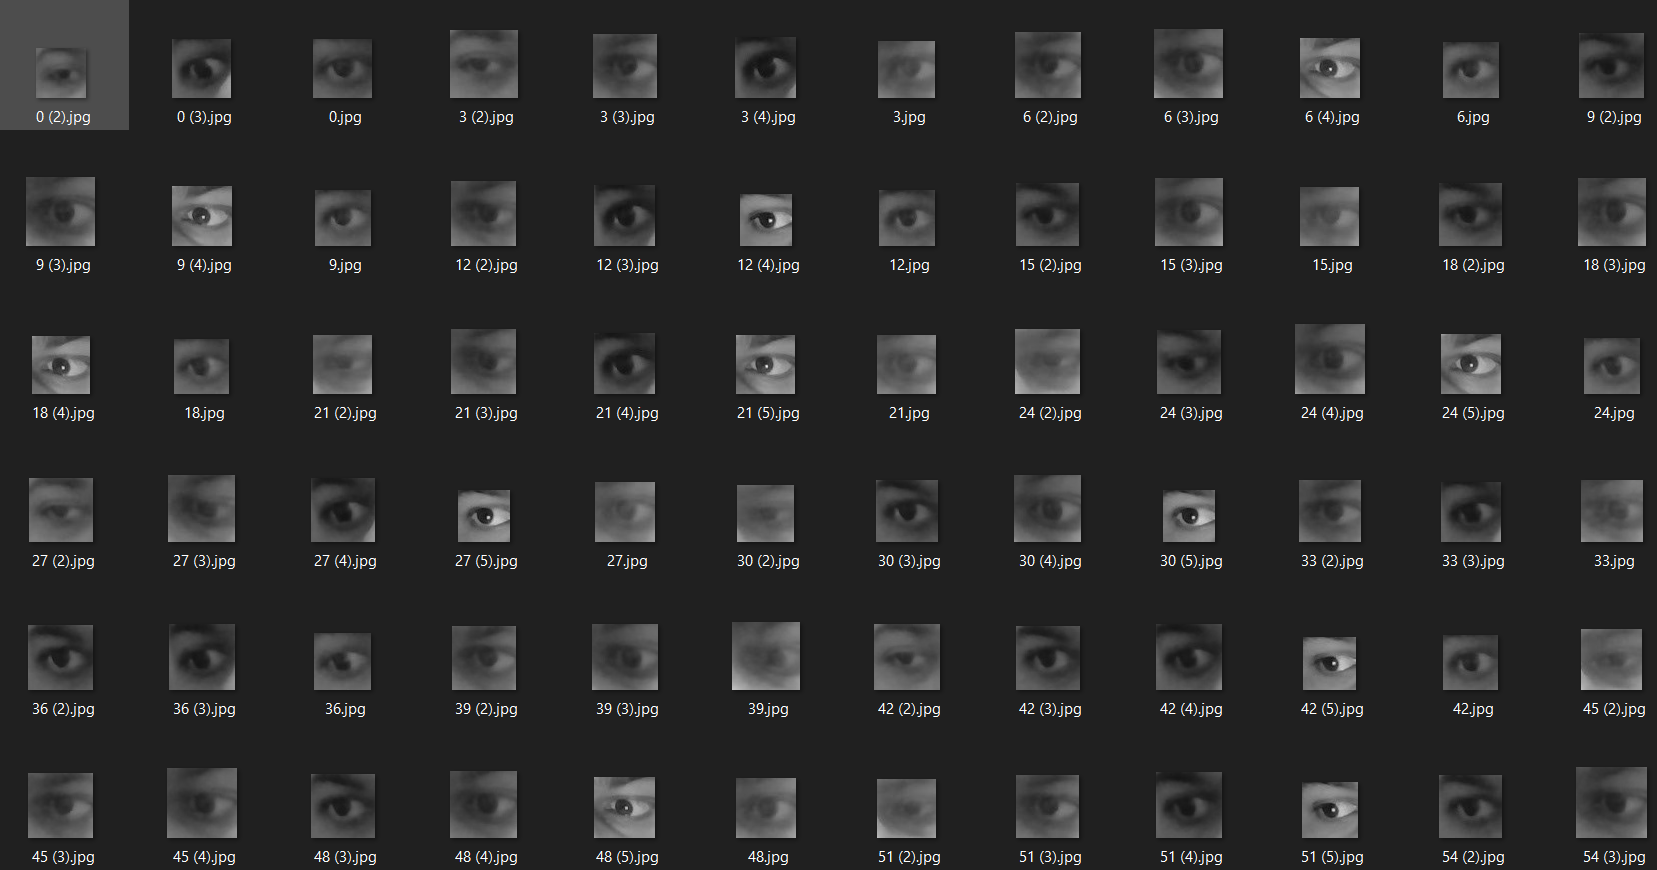 0 (2).jpg 0 (3).jpg 0.jpg 3 (2).jpg 3 (3).jpg 3 (4).jpg 3.jpg 6 (2).jpg 6 (3).jpg 6 (4).jpg 6.jpg 9 (2).jpg
9 (3).jpg 9 (4).jpg 9.jpg 12 (2).jpg 12 (3).jpg 12 (4).jpg 12.jpg 15 (2).jpg 15 (3).jpg 15.jpg 18 (2).jpg 18 (3).jpg
18 (4).jpg 18.jpg 21 (2).jpg 21 (3).jpg 21 (4).jpg 21 (5).jpg 21.jpg 24 (2).jpg 24 (3).jpg 24 (4).jpg 24 (5).jpg 24.jpg
27 (2).jpg 27 (3).jpg 27 (4).jpg 27 (5).jpg 27.jpg 30 (2).jpg 30 (3).jpg 30 (4).jpg 30 (5).jpg 33 (2).jpg 33 (3).jpg 33.jpg
36 (2).jpg 36 (3).jpg 36.jpg 39 (2).jpg 39 (3).jpg 39.jpg 42 (2).jpg 42 (3).jpg 42 (4).jpg 42 (5).jpg 42.jpg 45 (2).jpg
45 (3).jpg 45 (4).jpg 48 (3).jpg 48 (4).jpg 48 (5).jpg 48.jpg 51 (2).jpg 51 (3).jpg 51 (4).jpg 51 (5).jpg 54 (2).jpg 54 (3).jpg